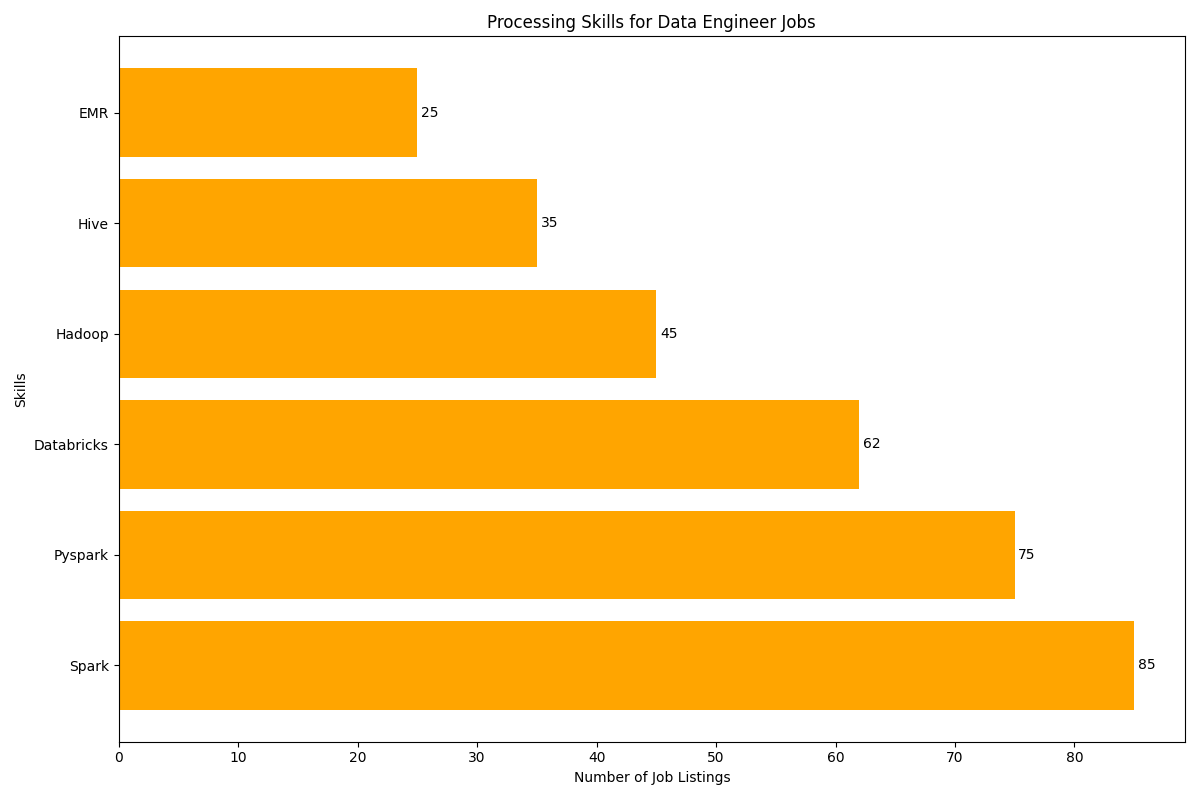 Processing Skills for Data Engineer Jobs
EMR
25
Hive
35
Hadoop
45
Skills
Databricks
62
Pyspark
75
Spark
85
0 10 20 30 40 50 60 70 80
Number of Job Listings